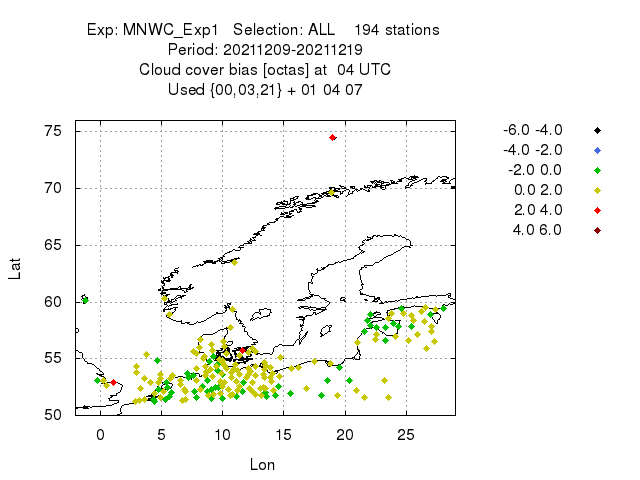 Exp: MNWC_Exp1 Selection: ALL 194 stations
Period: 20211209-20211219
Cloud cover bias [octas] at 04 UTC
Used {00,03,21} + 01 04 07
75
70
65
60
55
50
Lat
0 5 10 15 20 25
Lon
-6.0 -4.0
-4.0 -2.0
-2.0 0.0
0.0 2.0
2.0 4.0
4.0 6.0